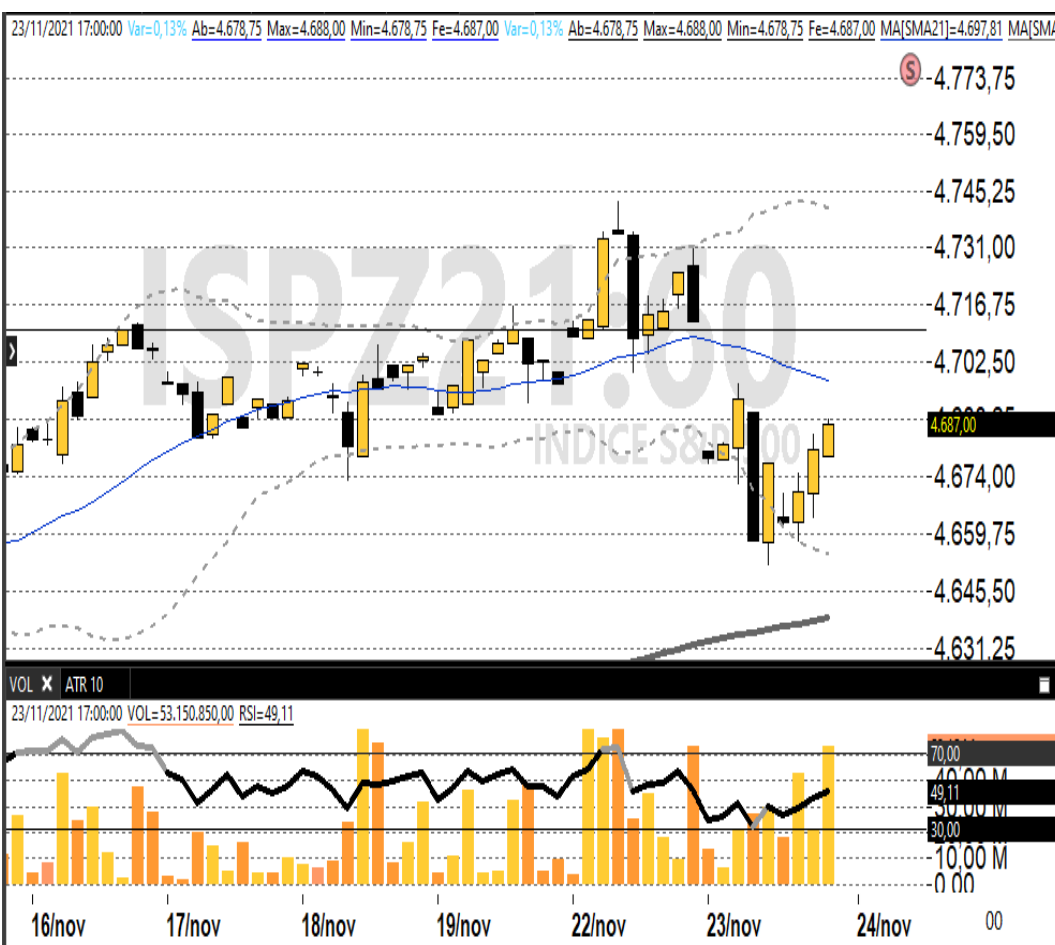 23/11/2021 17:00:00 Var=0,13% Ab=4.678,75 Max=4.688,00 Min=4.678,75 Fe=4.687,00 Var=0,13% Ab=4.678,75 Max=4.688,00 Min=4.678,75 Fe=4.687,00 MA[SMA21]=4.697,81 MA[SMA
S
4.773,75
4.759,50
4.745,25
4.731,00
ISPZ21:60
4.716,75
4.702,50
4.687,00
INDICE S&P 500
4.674,00
4.659,75
4.645,50
4.631,25
VOL X ATR 10
23/11/2021 17:00:00 VOL=53.150.850,00 RSI=49,11
70,00
49,11
30,00
10,00 M
0,00
16/nov 17/nov 18/nov 19/nov 22/nov 23/nov 24/nov 00